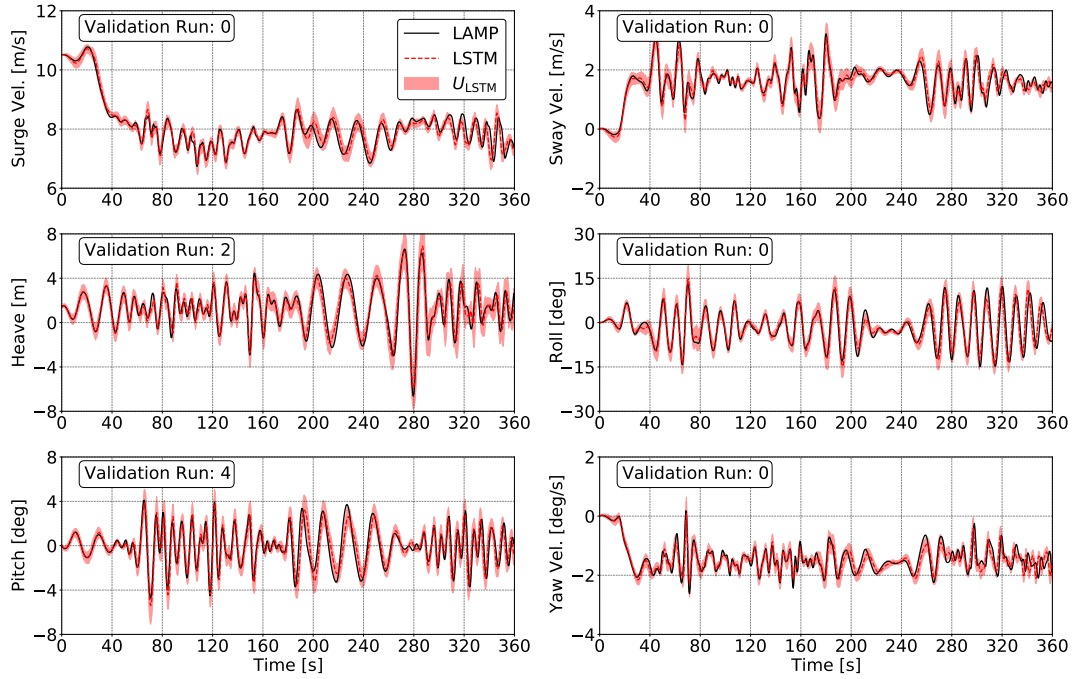 12
10
8
6
Surge Vel. [m/s]
Validation Run: 0
LAMP
LSTM
U_LSTM
0 40 80 120 160 200 240 280 320 360
Time [s]
4
2
0
−2
Sway Vel. [m/s]
Validation Run: 0
0 40 80 120 160 200 240 280 320 360
Time [s]
8
4
0
−4
−8
Heave [m]
Validation Run: 2
0 40 80 120 160 200 240 280 320 360
30
15
0
−15
−30
Roll [deg]
Validation Run: 0
0 40 80 120 160 200 240 280 320 360
8
4
0
−4
−8
Pitch [deg]
Validation Run: 4
0 40 80 120 160 200 240 280 320 360
Time [s]
0
−2
−4
Yaw Vel. [deg/s]
Validation Run: 0
0 40 80 120 160 200 240 280 320 360
Time [s]